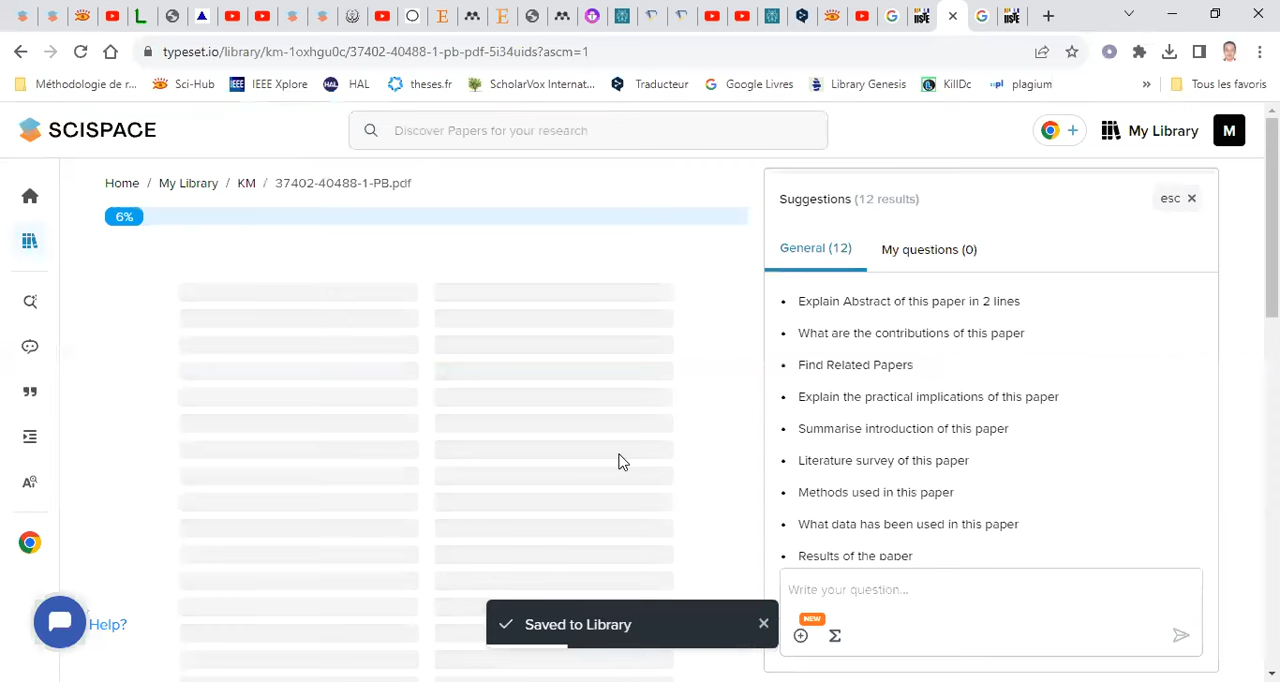 typeset.io/library/km-1oxhgu0c/37402-40488-1-pb-pdf-5i34uids?ascm=1
Méthodologie de r... Sci-Hub IEEE IEEE Xplore HAL HAL theses.fr ScholarVox Internat... Traducteur Google Livres Library Genesis KillDc pl plagium » Tous les favoris
SCISPACE
Discover Papers for your research
My Library
M
Home / My Library / KM / 37402-40488-1-PB.pdf
6%
Suggestions (12 results)
esc
General (12)
My questions (0)
• Explain Abstract of this paper in 2 lines
• What are the contributions of this paper
• Find Related Papers
• Explain the practical implications of this paper
• Summarise introduction of this paper
• Literature survey of this paper
• Methods used in this paper
• What data has been used in this paper
• Results of the paper
Write your question...
NEW
Saved to Library
Help?